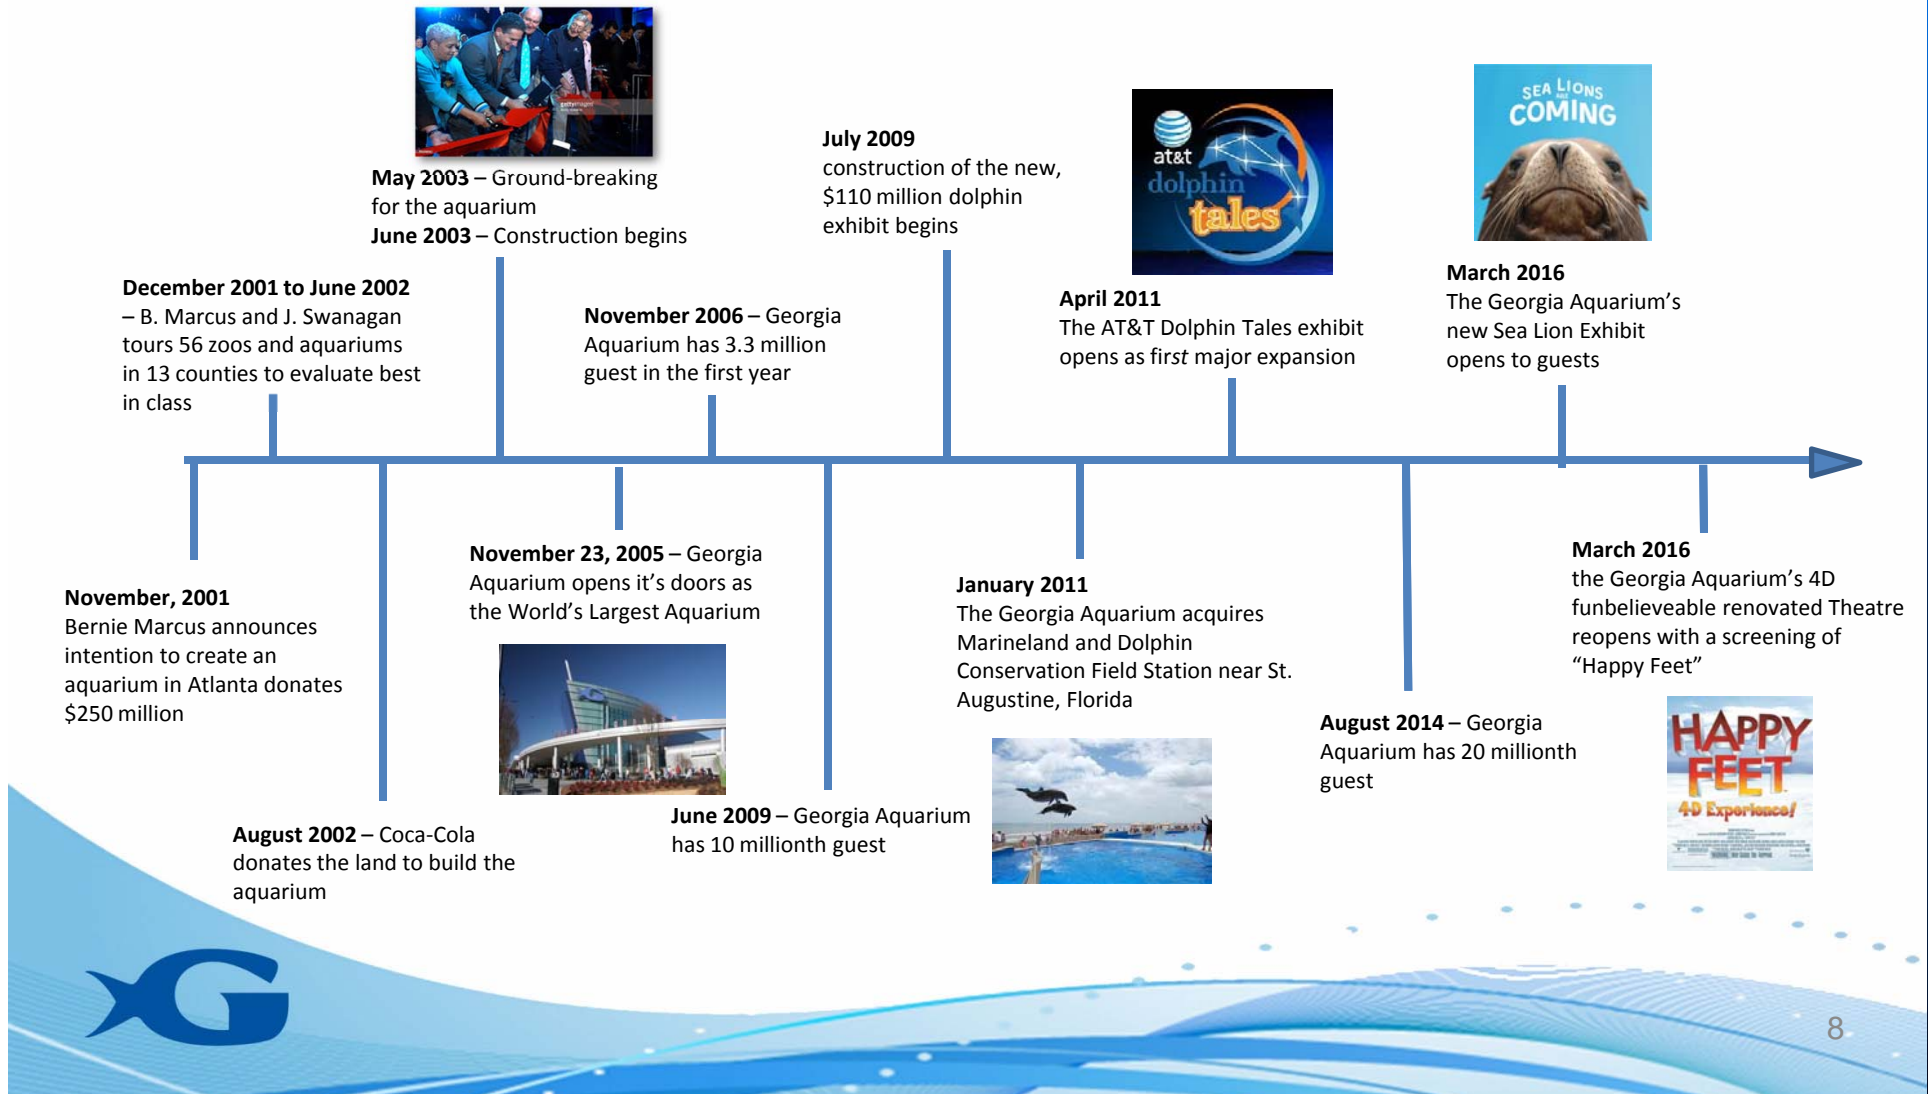 May 2003 – Ground-breaking
for the aquarium
June 2003 – Construction begins
December 2001 to June 2002
– B. Marcus and J. Swanagan
tours 56 zoos and aquariums
in 13 counties to evaluate best
in class
November 2006 – Georgia
Aquarium has 3.3 million
guest in the first year
July 2009
construction of the new,
$110 million dolphin
exhibit begins
at&t
dolphin
tales
April 2011
The AT&T Dolphin Tales exhibit
opens as first major expansion
SEA LIONS
ARE
COMING
March 2016
The Georgia Aquarium’s
new Sea Lion Exhibit
opens to guests
November, 2001
Bernie Marcus announces
intention to create an
aquarium in Atlanta donates
$250 million
August 2002 – Coca-Cola
donates the land to build the
aquarium
November 23, 2005 – Georgia
Aquarium opens it’s doors as
the World’s Largest Aquarium
June 2009 – Georgia Aquarium
has 10 millionth guest
January 2011
The Georgia Aquarium acquires
Marineland and Dolphin
Conservation Field Station near St.
Augustine, Florida
August 2014 – Georgia
Aquarium has 20 millionth
guest
March 2016
the Georgia Aquarium’s 4D
funbelieveable renovated Theatre
reopens with a screening of
“Happy Feet”
HAPPY
FEET
4-D Experience!
G
8